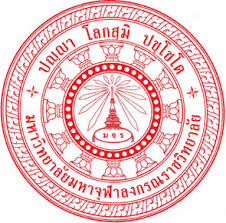 ปญฺญา โลกสฺมิ ปชฺโชโต
ม จ ร
มหาวิทยาลัยมหาจุฬาลงกรณราชวิทยาลัย